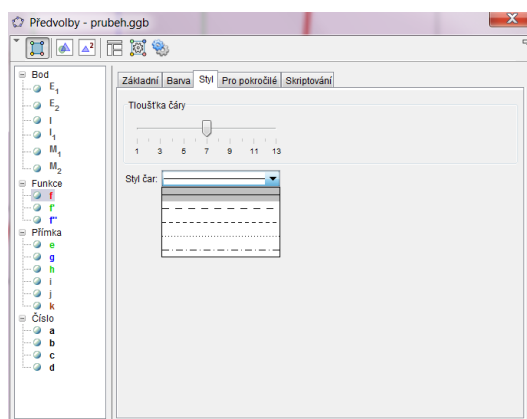 Předvolby - prubeh.ggb
Základní Barva Styl Pro pokročilé Skriptování
Tloušťka čáry
1 3 5 7 9 11 13
Styl čar:
Bod
E1
E2
I
I1
M1
M2
Funkce
f
f'
f''
Přímka
e
g
h
i
j
k
Číslo
a
b
c
d